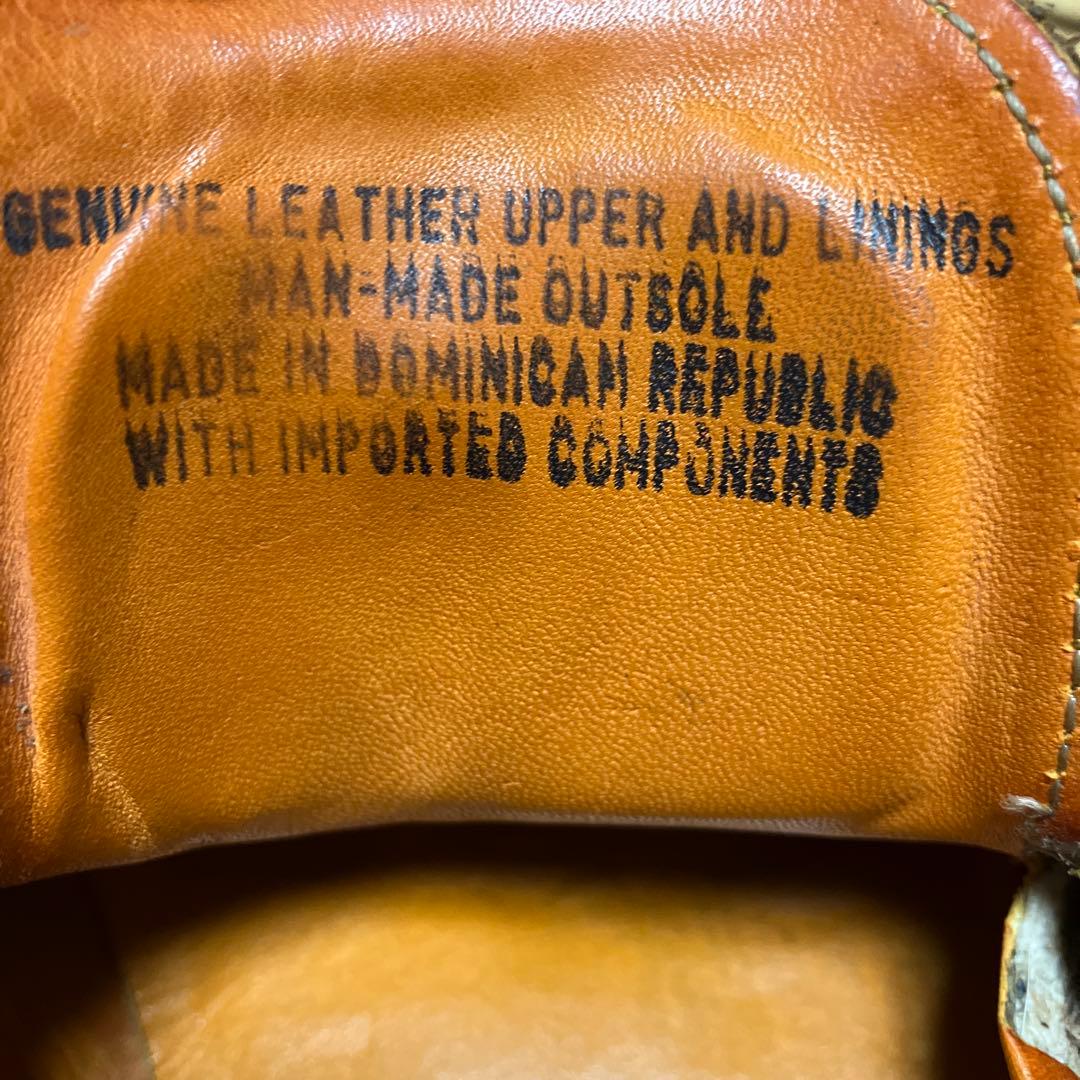 GENUINE LEATHER UPPER AND LININGS
MAN-MADE OUTSOLE
MADE IN DOMINICAN REPUBLIC
WITH IMPORTED COMPONENTS